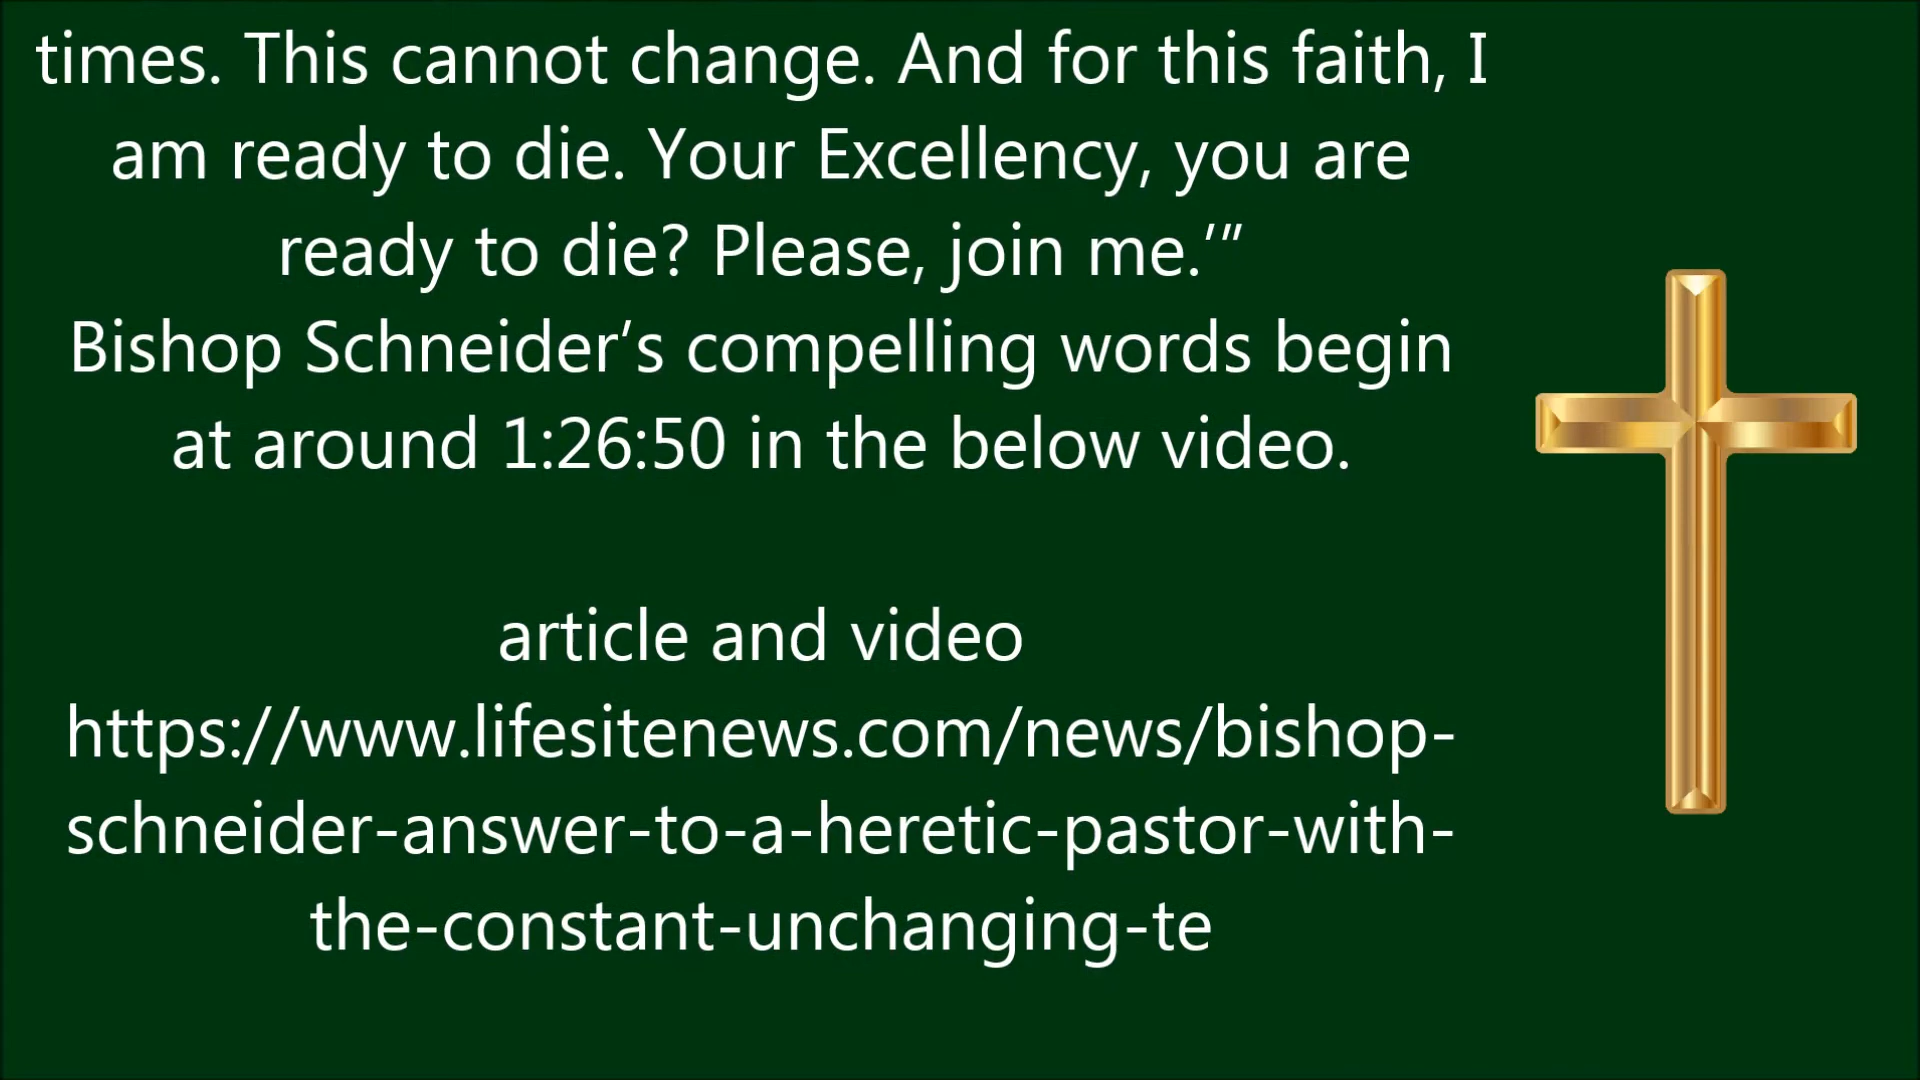 times. This cannot change. And for this faith, I
am ready to die. Your Excellency, you are
ready to die? Please, join me.’”
Bishop Schneider’s compelling words begin
at around 1:26:50 in the below video.
article and video
https://www.lifesitenews.com/news/bishop-
schneider-answer-to-a-heretic-pastor-with-
the-constant-unchanging-te